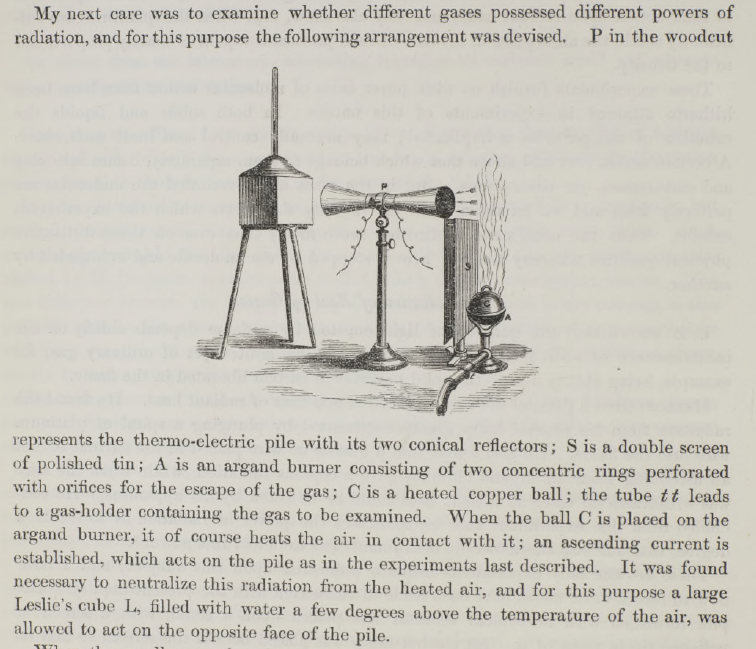 My next care was to examine whether different gases possessed different powers of
radiation, and for this purpose the following arrangement was devised. P in the woodcut
P
S
A
represents the thermo-electric pile with its two conical reflectors; S is a double screen
of polished tin; A is an argand burner consisting of two concentric rings perforated
with orifices for the escape of the gas; C is a heated copper ball; the tube t t leads
to a gas-holder containing the gas to be examined. When the ball C is placed on the
argand burner, it of course heats the air in contact with it; an ascending current is
established, which acts on the pile as in the experiments last described. It was found
necessary to neutralize this radiation from the heated air, and for this purpose a large
Leslie's cube L, filled with water a few degrees above the temperature of the air, was
allowed to act on the opposite face of the pile.